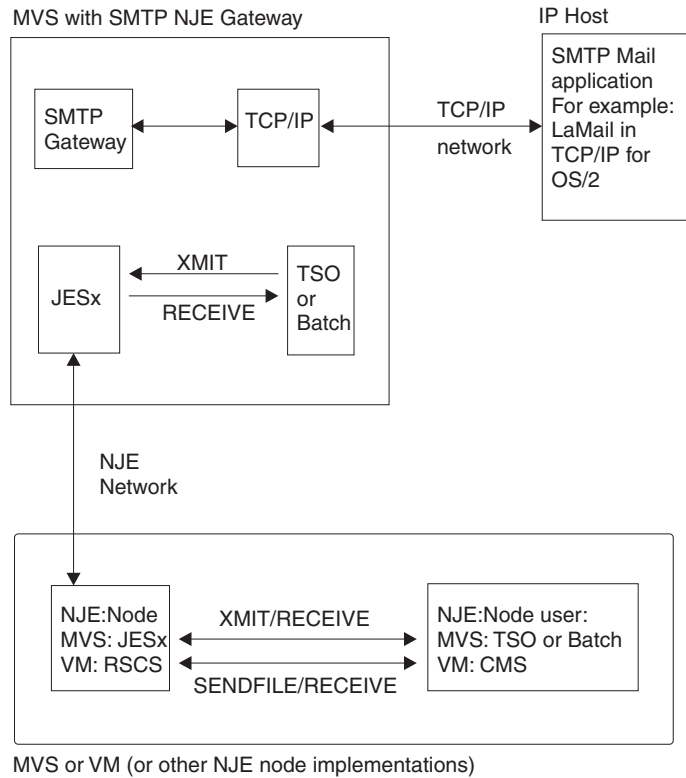 MVS with SMTP NJE Gateway
IP Host
SMTP
Gateway
TCP/IP
TCP/IP
network
SMTP Mail
application
For example:
LaMail in
TCP/IP for
OS/2
JESx
XMIT
RECEIVE
TSO
or
Batch
NJE
Network
NJE:Node
MVS: JESx
VM: RSCS
XMIT/RECEIVE
SENDFILE/RECEIVE
NJE:Node user:
MVS: TSO or Batch
VM: CMS
MVS or VM (or other NJE node implementations)